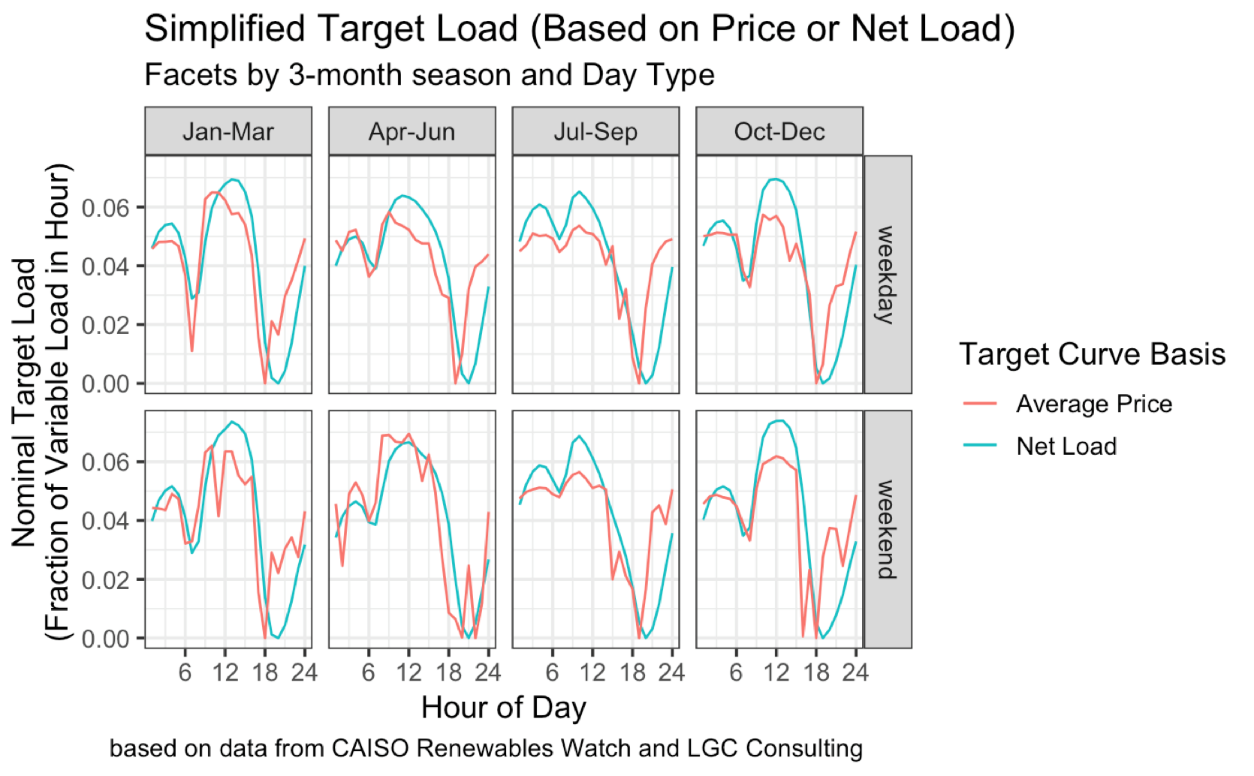 Simplified Target Load (Based on Price or Net Load)
Facets by 3-month season and Day Type
Jan-Mar
Apr-Jun
Jul-Sep
Oct-Dec
Nominal Target Load
(Fraction of Variable Load in Hour)
0.06
0.04
0.02
0.00
weekday
0.06
0.04
0.02
0.00
weekend
6 12 18 24
6 12 18 24
6 12 18 24
6 12 18 24
Hour of Day
based on data from CAISO Renewables Watch and LGC Consulting
Target Curve Basis
Average Price
Net Load